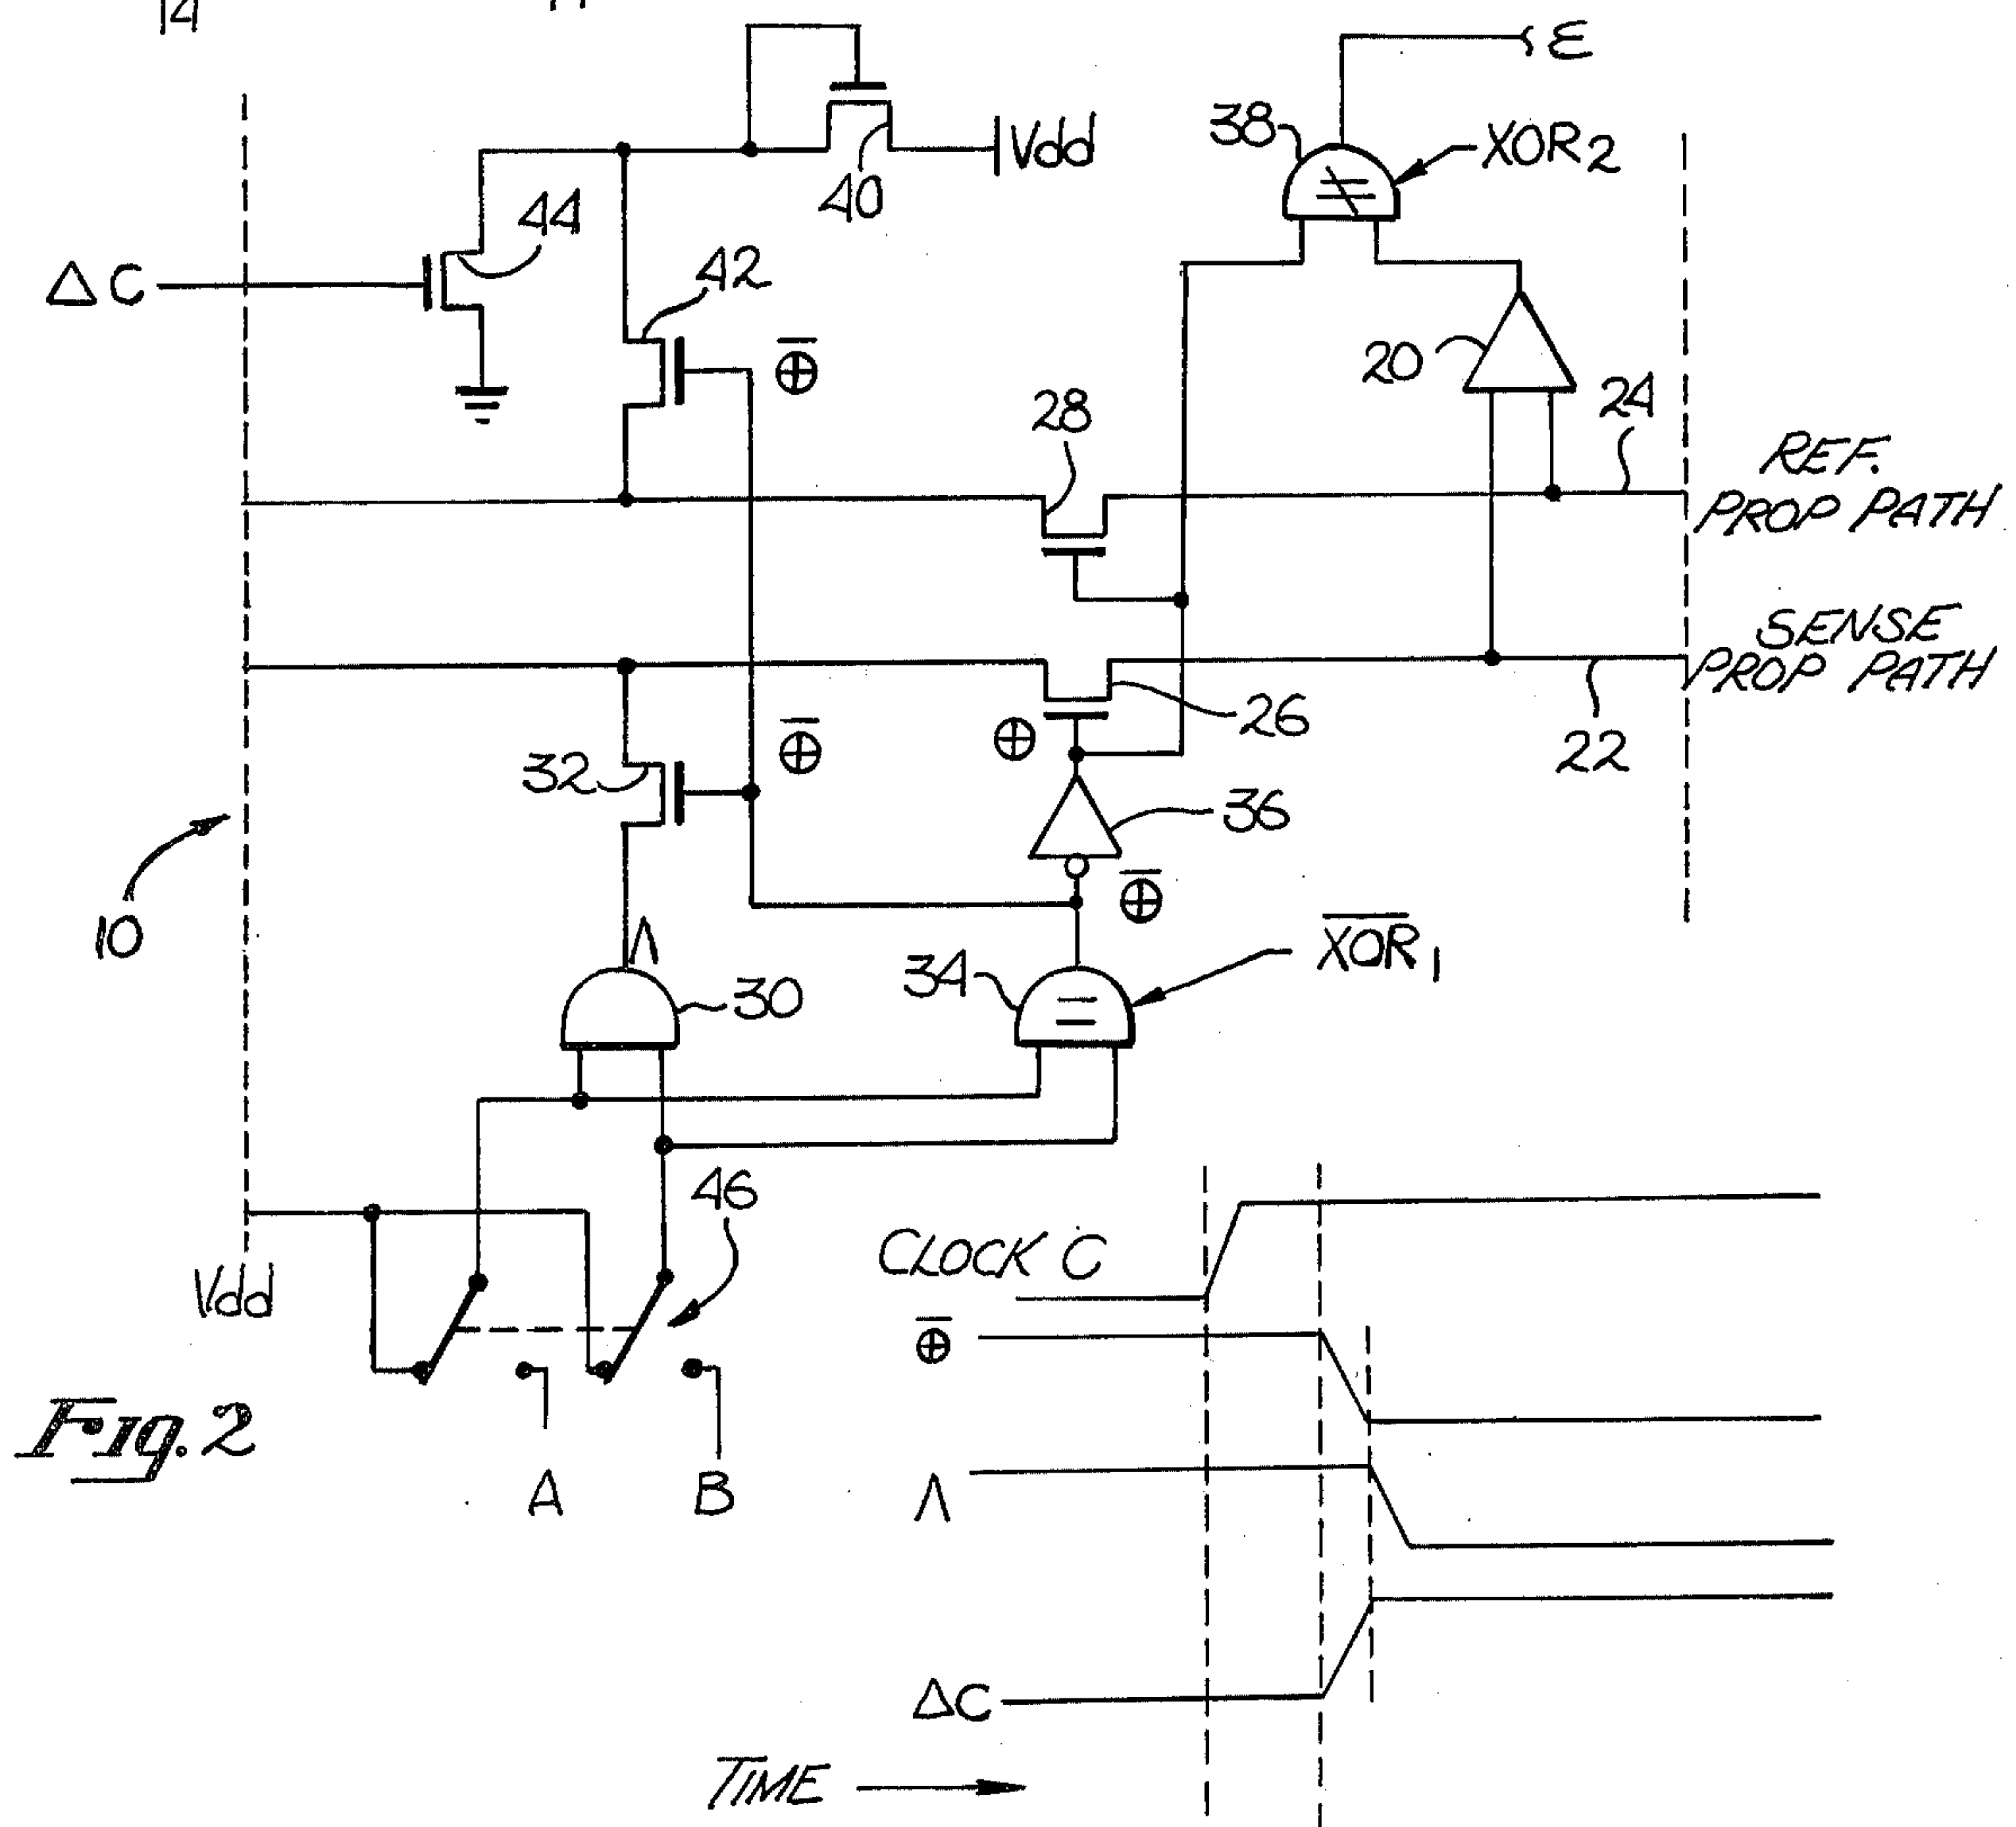 14
ε
38
XOR2
Vdd
40
44
ΔC
42
⊕̅
20
24
28
REF.
PROP PATH
SENSE
PROP PATH
⊕̅
⊕
26
22
32
36
⊕̅
10
Λ
30
34
X̅O̅R̅1
46
Vdd
CLOCK C
⊕̅
Fig. 2
A
B
Λ
ΔC
TIME